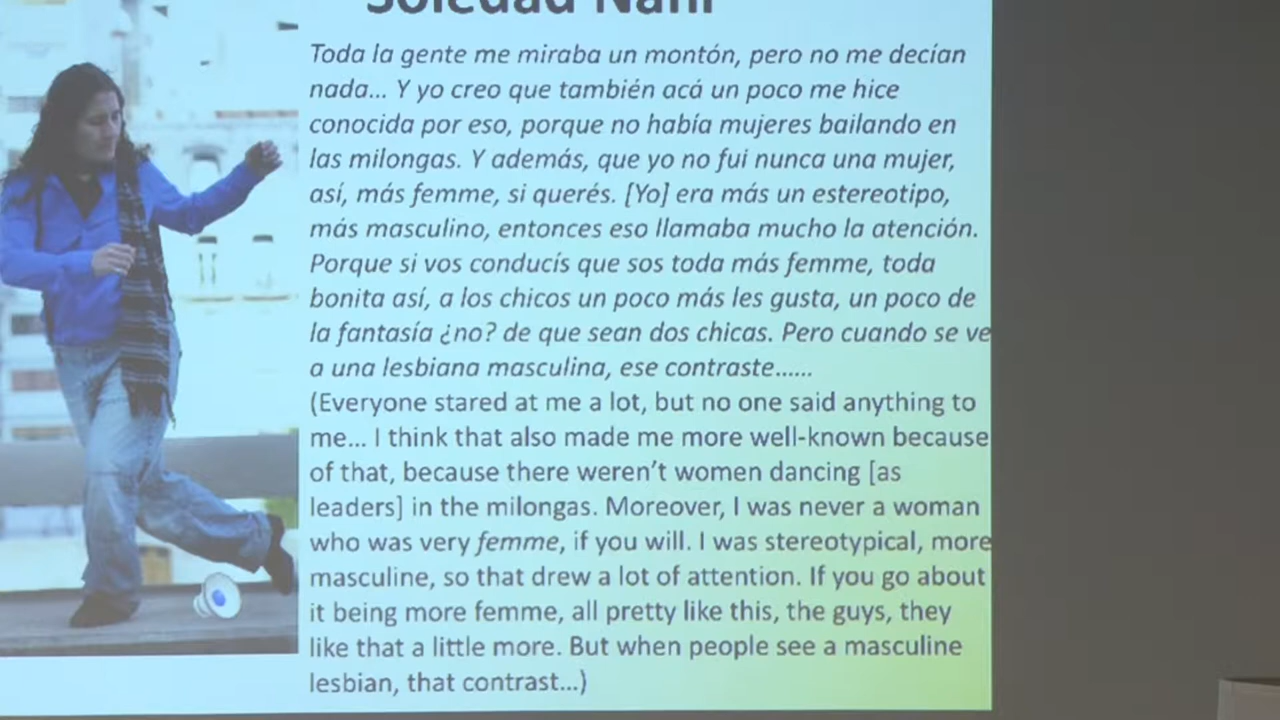 Soledad Nani
Toda la gente me miraba un montón, pero no me decían
nada... Y yo creo que también acá un poco me hice
conocida por eso, porque no había mujeres bailando en
las milongas. Y además, que yo no fui nunca una mujer,
así, más femme, si querés. [Yo] era más un estereotipo,
más masculino, entonces eso llamaba mucho la atención.
Porque si vos conducís que sos toda más femme, toda
bonita así, a los chicos un poco más les gusta, un poco de
la fantasía ¿no? de que sean dos chicas. Pero cuando se ve
a una lesbiana masculina, ese contraste......
(Everyone stared at me a lot, but no one said anything to
me... I think that also made me more well-known because
of that, because there weren't women dancing [as
leaders] in the milongas. Moreover, I was never a woman
who was very femme, if you will. I was stereotypical, more
masculine, so that drew a lot of attention. If you go about
it being more femme, all pretty like this, the guys, they
like that a little more. But when people see a masculine
lesbian, that contrast...)